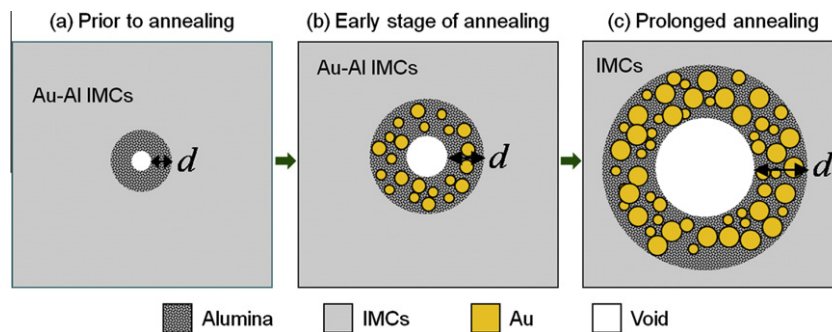 (a) Prior to annealing
(b) Early stage of annealing
(c) Prolonged annealing
Au-Al IMCs
Au-Al IMCs
IMCs
d
d
d
Alumina
IMCs
Au
Void